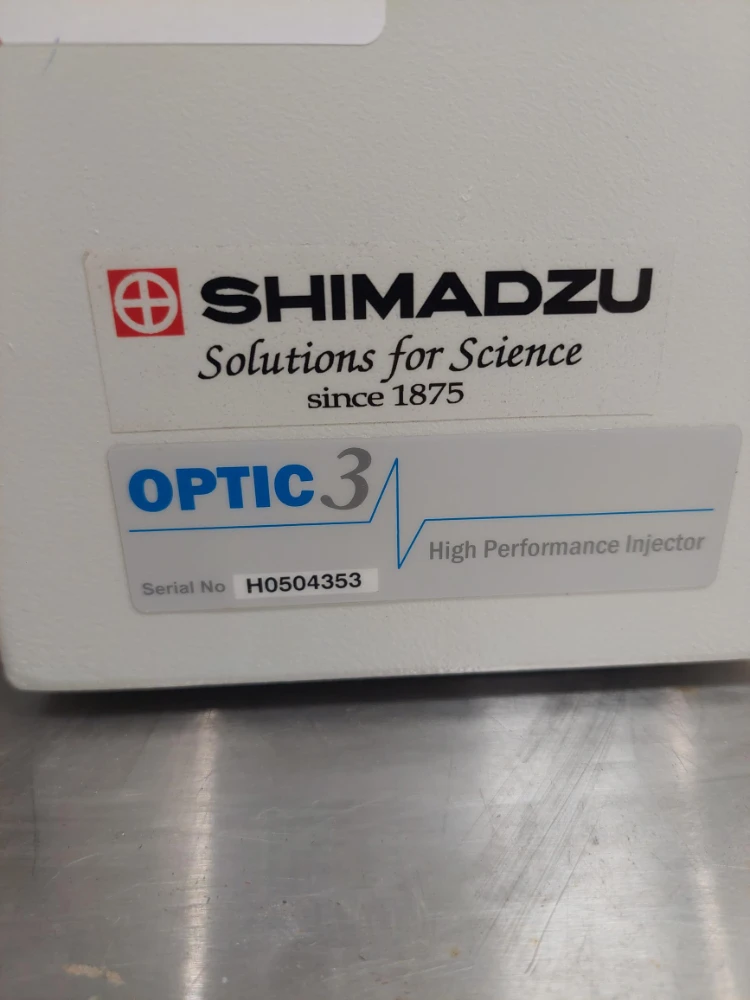 SHIMADZU
Solutions for Science
since 1875
OPTIC 3
High Performance Injector
Serial No H0504353